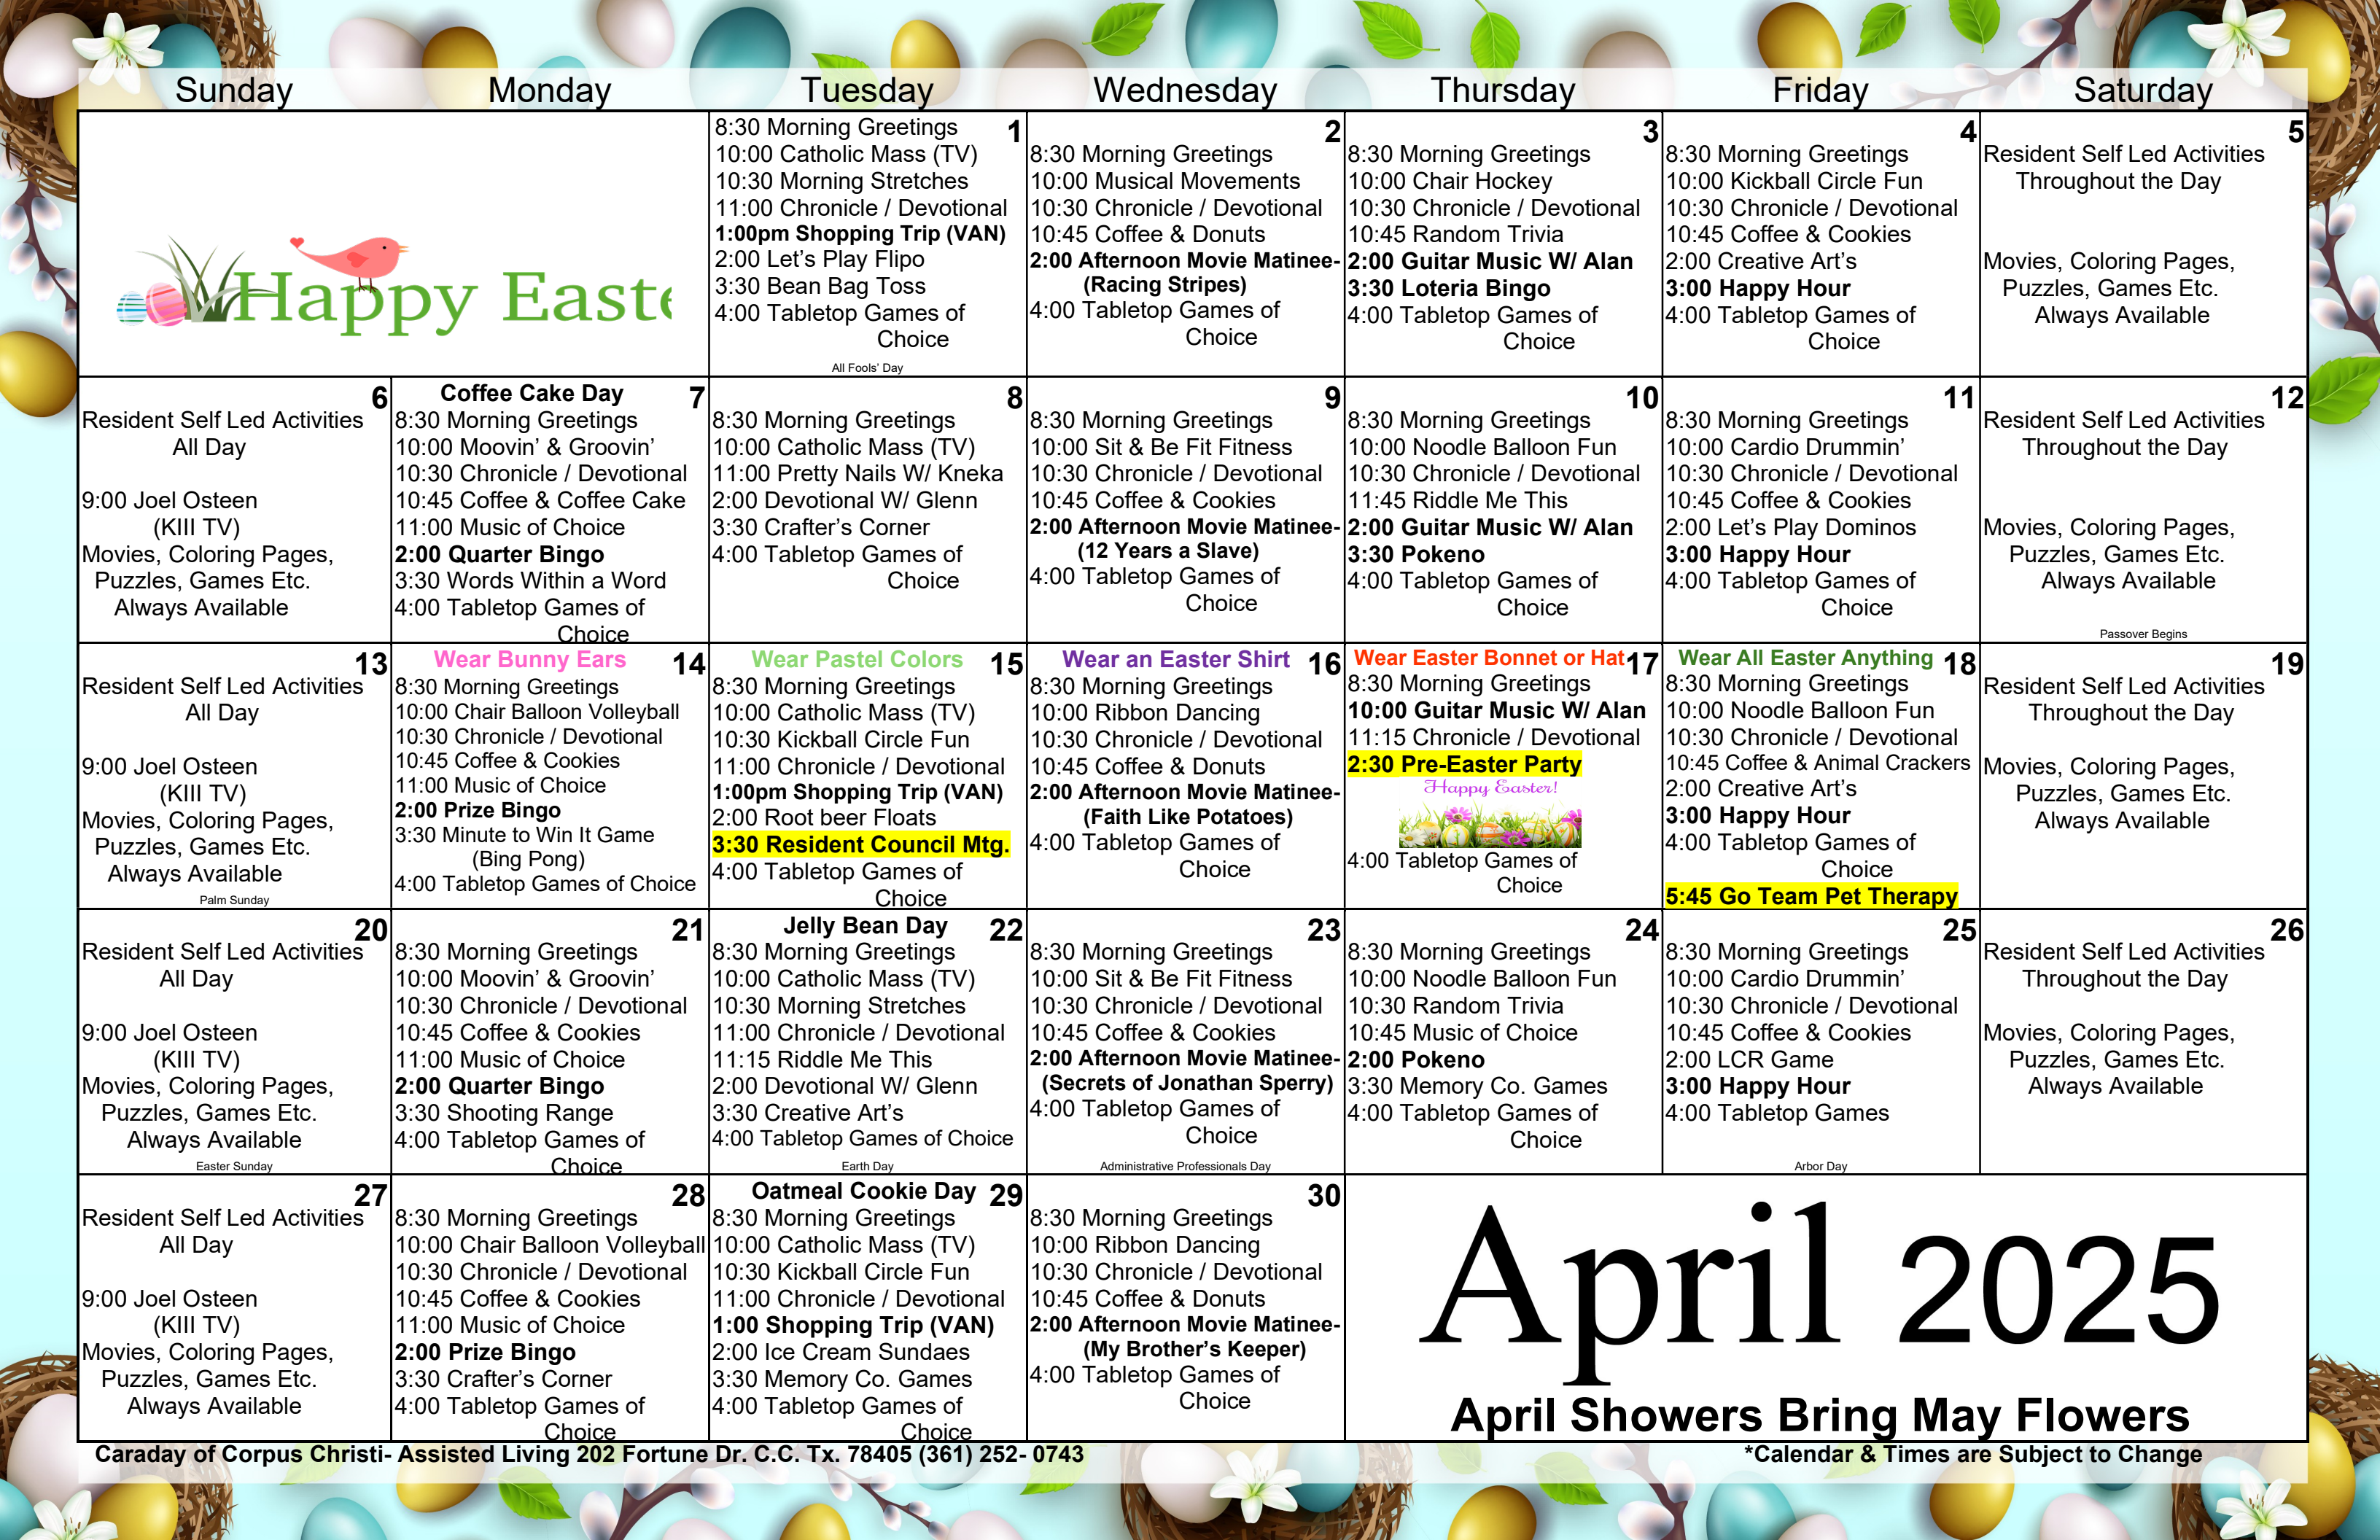 Sunday
Monday
Tuesday
Wednesday
Thursday
Friday
Saturday
Happy Easte
1
8:30 Morning Greetings
10:00 Catholic Mass (TV)
10:30 Morning Stretches
11:00 Chronicle / Devotional
1:00pm Shopping Trip (VAN)
2:00 Let’s Play Flipo
3:30 Bean Bag Toss
4:00 Tabletop Games of
Choice
All Fools’ Day
2
8:30 Morning Greetings
10:00 Musical Movements
10:30 Chronicle / Devotional
10:45 Coffee & Donuts
2:00 Afternoon Movie Matinee-
(Racing Stripes)
4:00 Tabletop Games of
Choice
3
8:30 Morning Greetings
10:00 Chair Hockey
10:30 Chronicle / Devotional
10:45 Random Trivia
2:00 Guitar Music W/ Alan
3:30 Loteria Bingo
4:00 Tabletop Games of
Choice
4
8:30 Morning Greetings
10:00 Kickball Circle Fun
10:30 Chronicle / Devotional
10:45 Coffee & Cookies
2:00 Creative Art’s
3:00 Happy Hour
4:00 Tabletop Games of
Choice
5
Resident Self Led Activities
Throughout the Day
Movies, Coloring Pages,
Puzzles, Games Etc.
Always Available
6
Resident Self Led Activities
All Day
9:00 Joel Osteen
(KIII TV)
Movies, Coloring Pages,
Puzzles, Games Etc.
Always Available
Coffee Cake Day 7
8:30 Morning Greetings
10:00 Moovin’ & Groovin’
10:30 Chronicle / Devotional
10:45 Coffee & Coffee Cake
11:00 Music of Choice
2:00 Quarter Bingo
3:30 Words Within a Word
4:00 Tabletop Games of
Choice
8
8:30 Morning Greetings
10:00 Catholic Mass (TV)
11:00 Pretty Nails W/ Kneka
2:00 Devotional W/ Glenn
3:30 Crafter’s Corner
4:00 Tabletop Games of
Choice
9
8:30 Morning Greetings
10:00 Sit & Be Fit Fitness
10:30 Chronicle / Devotional
10:45 Coffee & Cookies
2:00 Afternoon Movie Matinee-
(12 Years a Slave)
4:00 Tabletop Games of
Choice
10
8:30 Morning Greetings
10:00 Noodle Balloon Fun
10:30 Chronicle / Devotional
11:45 Riddle Me This
2:00 Guitar Music W/ Alan
3:30 Pokeno
4:00 Tabletop Games of
Choice
11
8:30 Morning Greetings
10:00 Cardio Drummin’
10:30 Chronicle / Devotional
10:45 Coffee & Cookies
2:00 Let’s Play Dominos
3:00 Happy Hour
4:00 Tabletop Games of
Choice
12
Resident Self Led Activities
Throughout the Day
Movies, Coloring Pages,
Puzzles, Games Etc.
Always Available
Passover Begins
13
Resident Self Led Activities
All Day
9:00 Joel Osteen
(KIII TV)
Movies, Coloring Pages,
Puzzles, Games Etc.
Always Available
Palm Sunday
Wear Bunny Ears 14
8:30 Morning Greetings
10:00 Chair Balloon Volleyball
10:30 Chronicle / Devotional
10:45 Coffee & Cookies
11:00 Music of Choice
2:00 Prize Bingo
3:30 Minute to Win It Game
(Bing Pong)
4:00 Tabletop Games of Choice
Wear Pastel Colors 15
8:30 Morning Greetings
10:00 Catholic Mass (TV)
10:30 Kickball Circle Fun
11:00 Chronicle / Devotional
1:00pm Shopping Trip (VAN)
2:00 Root beer Floats
3:30 Resident Council Mtg.
4:00 Tabletop Games of
Choice
Wear an Easter Shirt 16
8:30 Morning Greetings
10:00 Ribbon Dancing
10:30 Chronicle / Devotional
10:45 Coffee & Donuts
2:00 Afternoon Movie Matinee-
(Faith Like Potatoes)
4:00 Tabletop Games of
Choice
Wear Easter Bonnet or Hat 17
8:30 Morning Greetings
10:00 Guitar Music W/ Alan
11:15 Chronicle / Devotional
2:30 Pre-Easter Party
Happy Easter!
4:00 Tabletop Games of
Choice
Wear All Easter Anything 18
8:30 Morning Greetings
10:00 Noodle Balloon Fun
10:30 Chronicle / Devotional
10:45 Coffee & Animal Crackers
2:00 Creative Art’s
3:00 Happy Hour
4:00 Tabletop Games of
Choice
5:45 Go Team Pet Therapy
19
Resident Self Led Activities
Throughout the Day
Movies, Coloring Pages,
Puzzles, Games Etc.
Always Available
20
Resident Self Led Activities
All Day
9:00 Joel Osteen
(KIII TV)
Movies, Coloring Pages,
Puzzles, Games Etc.
Always Available
Easter Sunday
21
8:30 Morning Greetings
10:00 Moovin’ & Groovin’
10:30 Chronicle / Devotional
10:45 Coffee & Cookies
11:00 Music of Choice
2:00 Quarter Bingo
3:30 Shooting Range
4:00 Tabletop Games of
Choice
Jelly Bean Day 22
8:30 Morning Greetings
10:00 Catholic Mass (TV)
10:30 Morning Stretches
11:00 Chronicle / Devotional
11:15 Riddle Me This
2:00 Devotional W/ Glenn
3:30 Creative Art’s
4:00 Tabletop Games of Choice
Earth Day
23
8:30 Morning Greetings
10:00 Sit & Be Fit Fitness
10:30 Chronicle / Devotional
10:45 Coffee & Cookies
2:00 Afternoon Movie Matinee-
(Secrets of Jonathan Sperry)
4:00 Tabletop Games of
Choice
Administrative Professionals Day
24
8:30 Morning Greetings
10:00 Noodle Balloon Fun
10:30 Random Trivia
10:45 Music of Choice
2:00 Pokeno
3:30 Memory Co. Games
4:00 Tabletop Games of
Choice
25
8:30 Morning Greetings
10:00 Cardio Drummin’
10:30 Chronicle / Devotional
10:45 Coffee & Cookies
2:00 LCR Game
3:00 Happy Hour
4:00 Tabletop Games
Arbor Day
26
Resident Self Led Activities
Throughout the Day
Movies, Coloring Pages,
Puzzles, Games Etc.
Always Available
27
Resident Self Led Activities
All Day
9:00 Joel Osteen
(KIII TV)
Movies, Coloring Pages,
Puzzles, Games Etc.
Always Available
28
8:30 Morning Greetings
10:00 Chair Balloon Volleyball
10:30 Chronicle / Devotional
10:45 Coffee & Cookies
11:00 Music of Choice
2:00 Prize Bingo
3:30 Crafter’s Corner
4:00 Tabletop Games of
Choice
Oatmeal Cookie Day 29
8:30 Morning Greetings
10:00 Catholic Mass (TV)
10:30 Kickball Circle Fun
11:00 Chronicle / Devotional
1:00 Shopping Trip (VAN)
2:00 Ice Cream Sundaes
3:30 Memory Co. Games
4:00 Tabletop Games of
Choice
30
8:30 Morning Greetings
10:00 Ribbon Dancing
10:30 Chronicle / Devotional
10:45 Coffee & Donuts
2:00 Afternoon Movie Matinee-
(My Brother’s Keeper)
4:00 Tabletop Games of
Choice
April 2025
April Showers Bring May Flowers
Caraday of Corpus Christi- Assisted Living 202 Fortune Dr. C.C. Tx. 78405 (361) 252- 0743
*Calendar & Times are Subject to Change